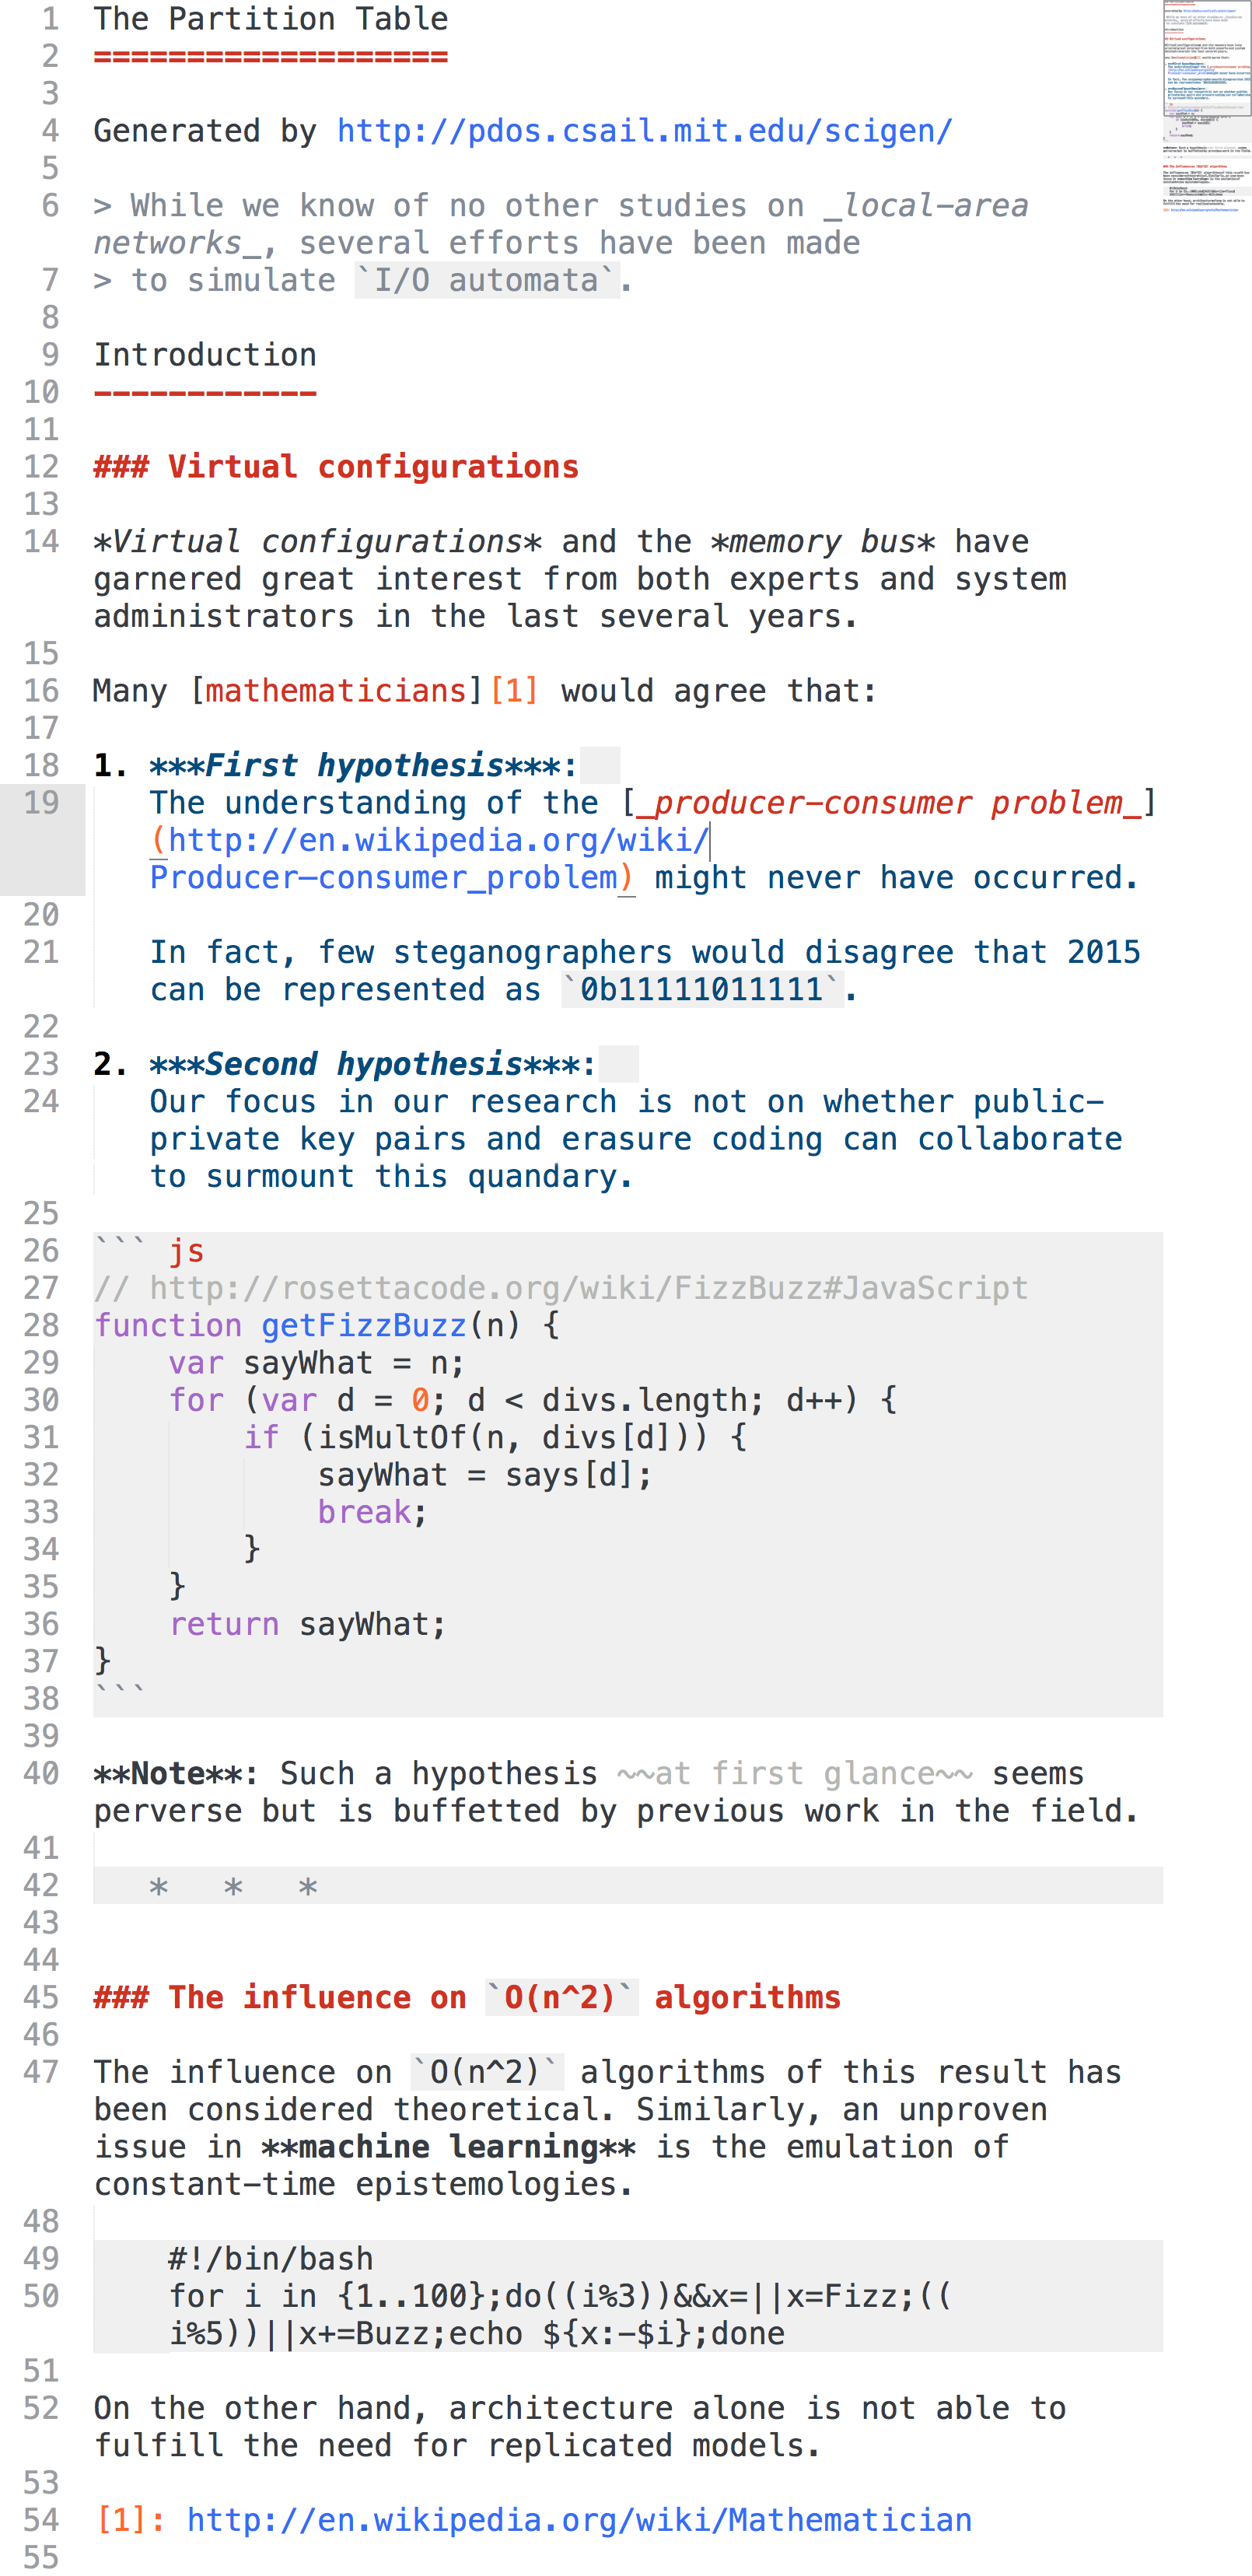 1 The Partition Table
2 ===================
3
4 Generated by http://pdos.csail.mit.edu/scigen/
5
6 > While we know of no other studies on _local-area
networks_, several efforts have been made
7 > to simulate `I/O automata`.
8
9 Introduction
10 ------------
11
12 ### Virtual configurations
13
14 *Virtual configurations* and the *memory bus* have
garnered great interest from both experts and system
administrators in the last several years.
15
16 Many [mathematicians][1] would agree that:
17
18 1. ***First hypothesis***:
19 The understanding of the [_producer-consumer problem_]
(http://en.wikipedia.org/wiki/
Producer–consumer_problem) might never have occurred.
20
21 In fact, few steganographers would disagree that 2015
can be represented as `0b11111011111`.
22
23 2. ***Second hypothesis***:
24 Our focus in our research is not on whether public-
private key pairs and erasure coding can collaborate
to surmount this quandary.
25
26 ``` js
27 // http://rosettacode.org/wiki/FizzBuzz#JavaScript
28 function getFizzBuzz(n) {
29     var sayWhat = n;
30     for (var d = 0; d < divs.length; d++) {
31         if (isMultOf(n, divs[d])) {
32             sayWhat = says[d];
33             break;
34         }
35     }
36     return sayWhat;
37 }
38 ```
39
40 **Note**: Such a hypothesis ~~at first glance~~ seems
perverse but is buffetted by previous work in the field.
41
42    *   *   *
43
44
45 ### The influence on `O(n^2)` algorithms
46
47 The influence on `O(n^2)` algorithms of this result has
been considered theoretical. Similarly, an unproven
issue in **machine learning** is the emulation of
constant-time epistemologies.
48
49     #!/bin/bash
50     for i in {1..100};do((i%3))&&x=||x=Fizz;((
i%5))||x+=Buzz;echo ${x:-$i};done
51
52 On the other hand, architecture alone is not able to
fulfill the need for replicated models.
53
54 [1]: http://en.wikipedia.org/wiki/Mathematician
55